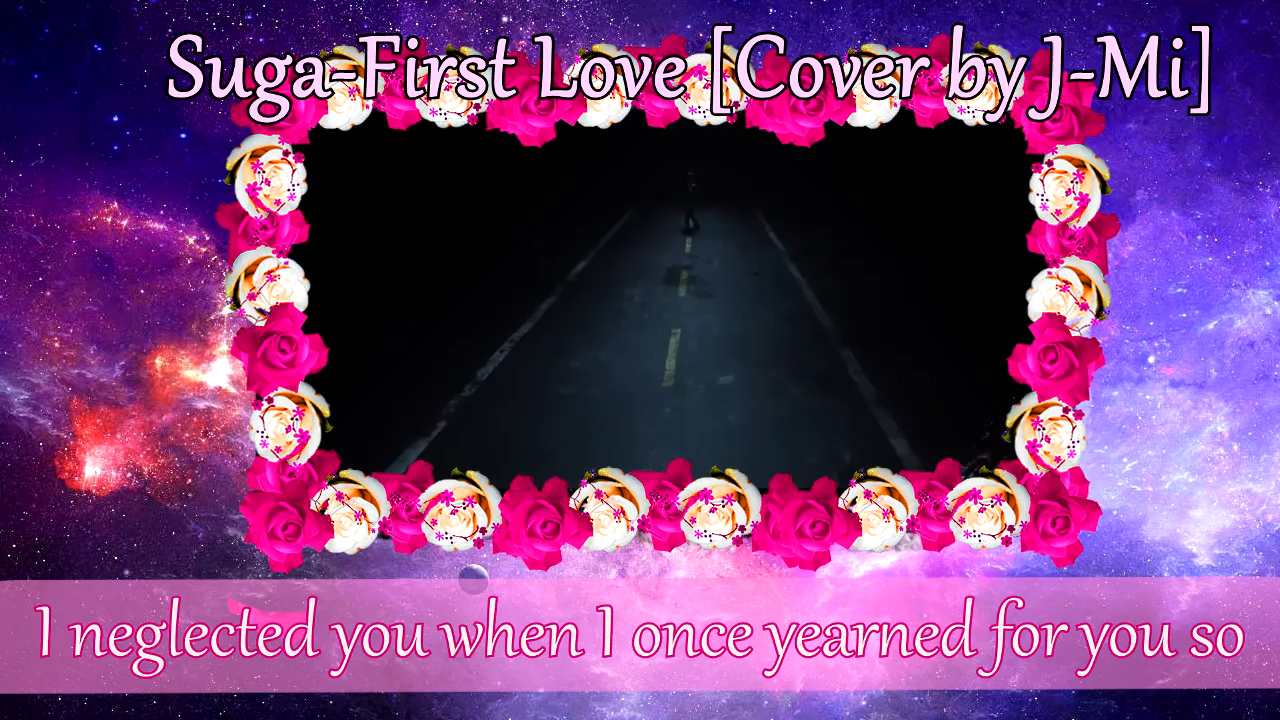 Suga-First Love [Cover by J-Mi]
I neglected you when I once yearned for you so